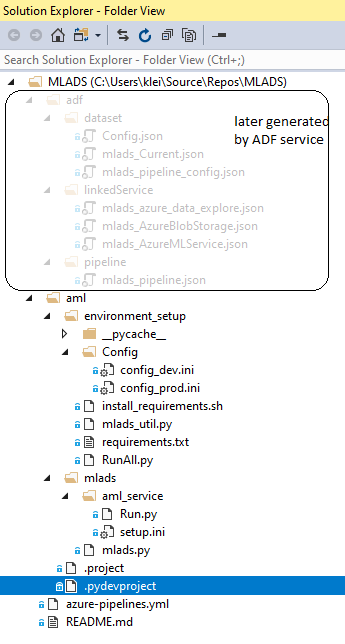 Solution Explorer - Folder View
Search Solution Explorer - Folder View (Ctrl+;)
MLADS (C:\Users\klei\Source\Repos\MLADS)
adf
dataset
later generated
by ADF service
Config.json
mlads_Current.json
mlads_pipeline_config.json
linkedService
mlads_azure_data_explore.json
mlads_AzureBlobStorage.json
mlads_AzureMLService.json
pipeline
mlads_pipeline.json
aml
environment_setup
__pycache__
Config
config_dev.ini
config_prod.ini
install_requirements.sh
mlads_util.py
requirements.txt
RunAll.py
mlads
aml_service
Run.py
setup.ini
mlads.py
.project
.pydevproject
azure-pipelines.yml
README.md